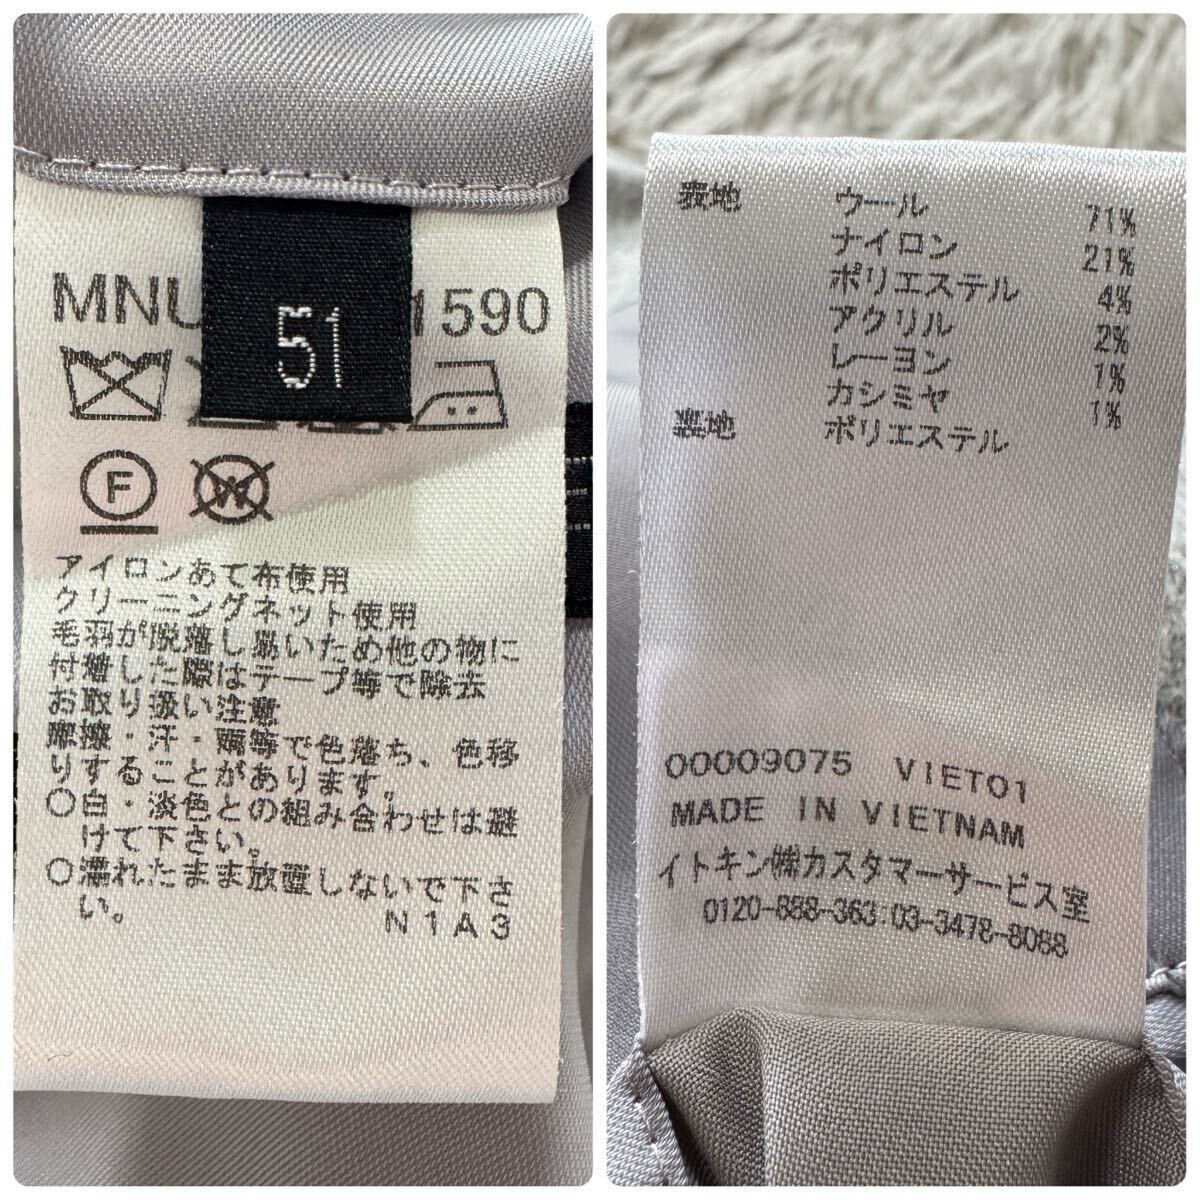 MNU 1590
51
F
W
アイロンあて布使用
クリーニングネット使用
毛羽が脱落し易いため他の物に
付着した際はテープ等で除去
お取り扱い注意
摩擦・汗・雨等で色落ち、色移
りすることがあります。
○白・淡色との組み合わせは避
けて下さい。
○濡れたまま放置しないで下さ
い。
N1A3
表地 ウール 71%
ナイロン 21%
ポリエステル 4%
アクリル 2%
レーヨン 1%
カシミヤ 1%
裏地 ポリエステル
00009075 VIET01
MADE IN VIETNAM
イトキン㈱カスタマーサービス室
0120-888-363:03-3478-8088